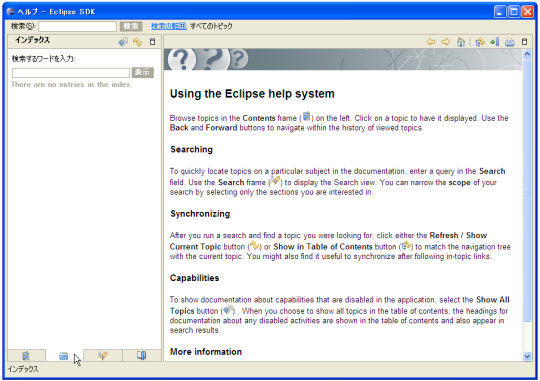 ヘルプ - Eclipse SDK
検索(S): 検索 検索の範囲: すべてのトピック
インデックス
検索するワードを入力:
表示
There are no entries in the index.
Using the Eclipse help system
Browse topics in the Contents frame ( ) on the left. Click on a topic to have it displayed. Use the
Back and Forward buttons to navigate within the history of viewed topics.
Searching
To quickly locate topics on a particular subject in the documentation, enter a query in the Search
field. Use the Search frame ( ) to display the Search view. You can narrow the scope of your
search by selecting only the sections you are interested in.
Synchronizing
After you run a search and find a topic you were looking for, click either the Refresh / Show
Current Topic button ( ) or Show in Table of Contents button ( ) to match the navigation tree
with the current topic. You might also find it useful to synchronize after following in-topic links.
Capabilities
To show documentation about capabilities that are disabled in the application, select the Show All
Topics button ( ) . When you choose to show all topics in the table of contents, the headings for
documentation about any disabled activities are shown in the table of contents and also appear in
search results.
More information
インデックス